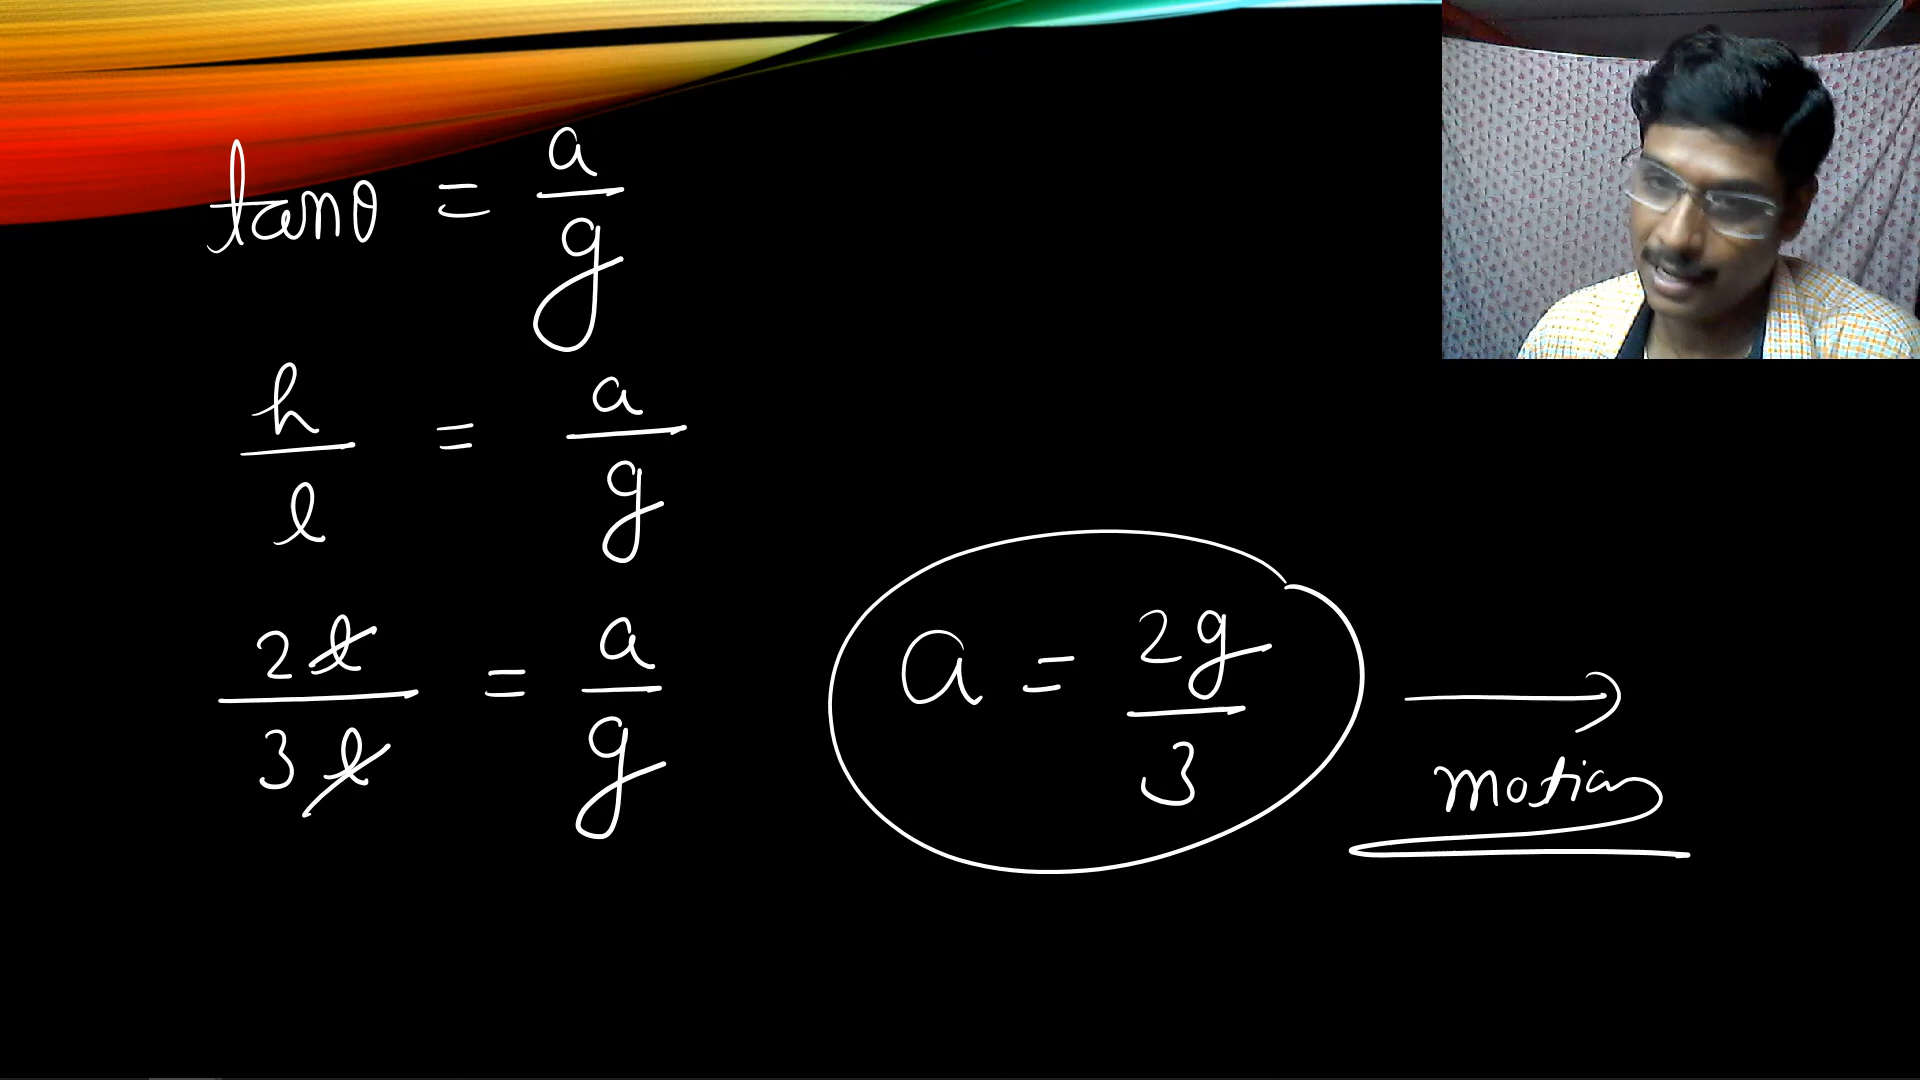 tanθ = a/g
h/l = a/g
2l/3l = a/g
a = 2g/3 →
motion